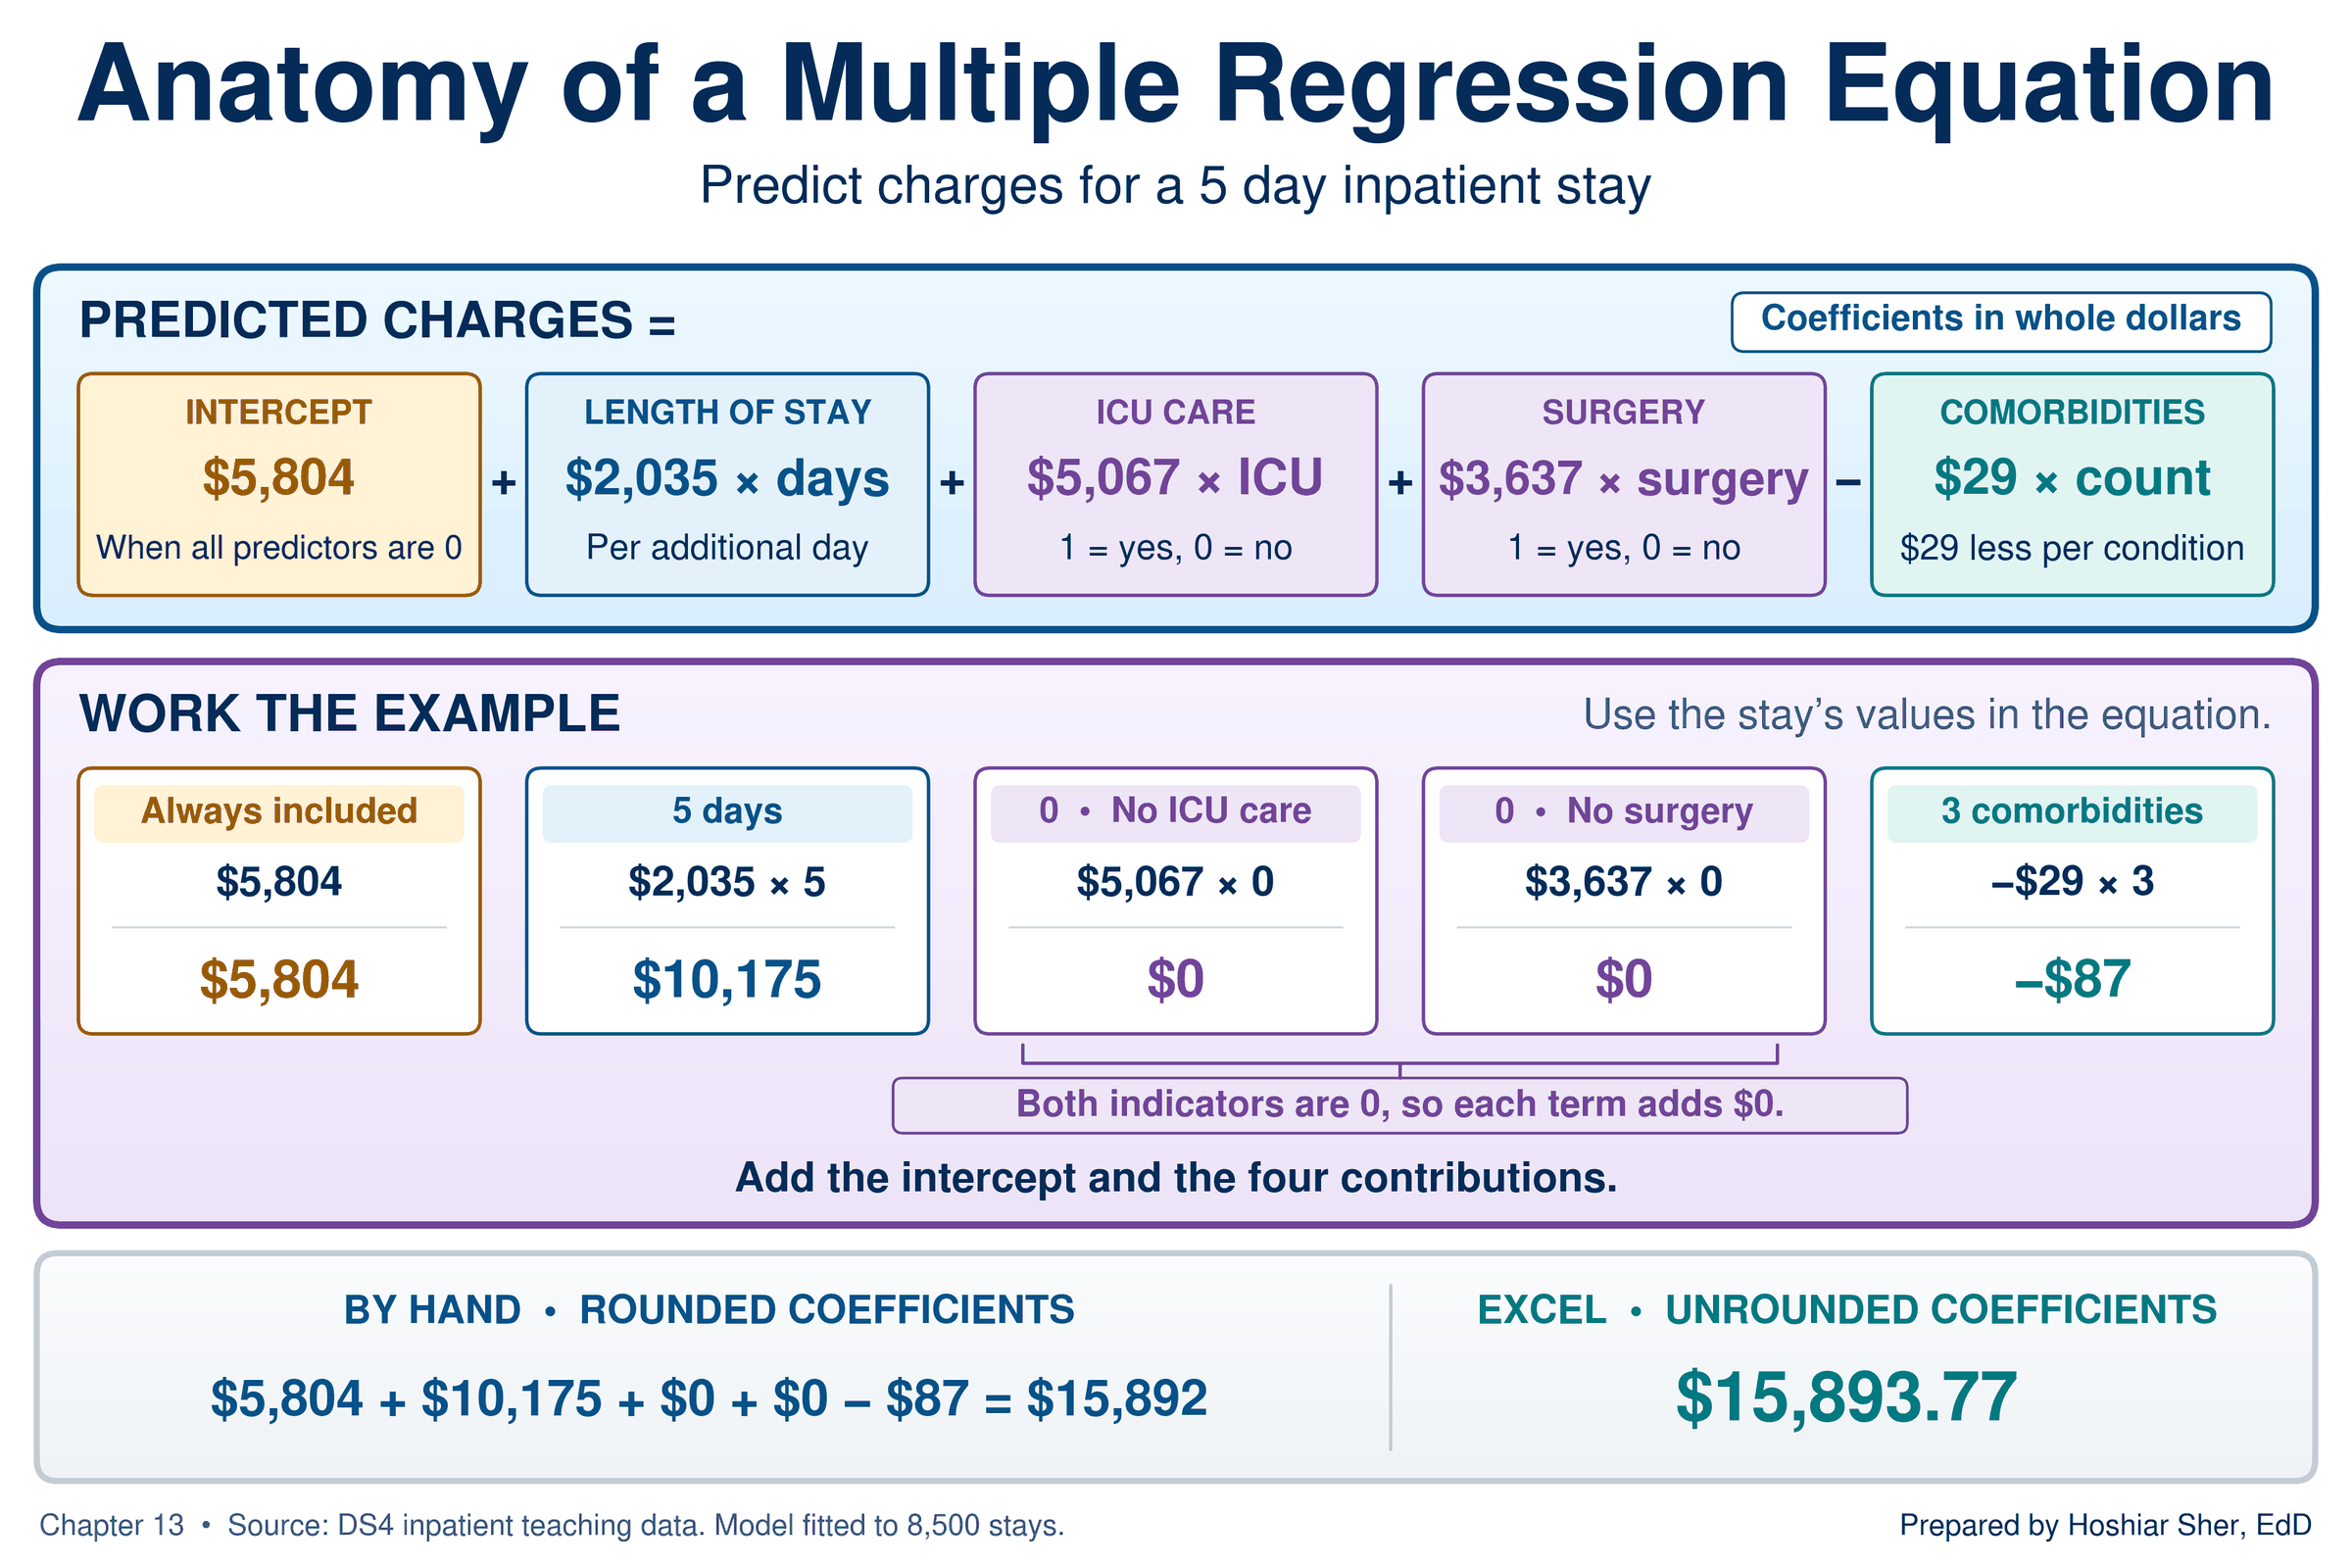 Anatomy of a Multiple Regression Equation
Predict charges for a 5 day inpatient stay
PREDICTED CHARGES =
Coefficients in whole dollars
INTERCEPT
$5,804
When all predictors are 0
+
LENGTH OF STAY
$2,035 × days
Per additional day
+
ICU CARE
$5,067 × ICU
1 = yes, 0 = no
+
SURGERY
$3,637 × surgery
1 = yes, 0 = no
–
COMORBIDITIES
$29 × count
$29 less per condition
WORK THE EXAMPLE
Use the stay’s values in the equation.
Always included
$5,804
$5,804
5 days
$2,035 × 5
$10,175
0 • No ICU care
$5,067 × 0
$0
0 • No surgery
$3,637 × 0
$0
3 comorbidities
–$29 × 3
–$87
Both indicators are 0, so each term adds $0.
Add the intercept and the four contributions.
BY HAND • ROUNDED COEFFICIENTS
$5,804 + $10,175 + $0 + $0 – $87 = $15,892
EXCEL • UNROUNDED COEFFICIENTS
$15,893.77
Chapter 13 • Source: DS4 inpatient teaching data. Model fitted to 8,500 stays.
Prepared by Hoshiar Sher, EdD